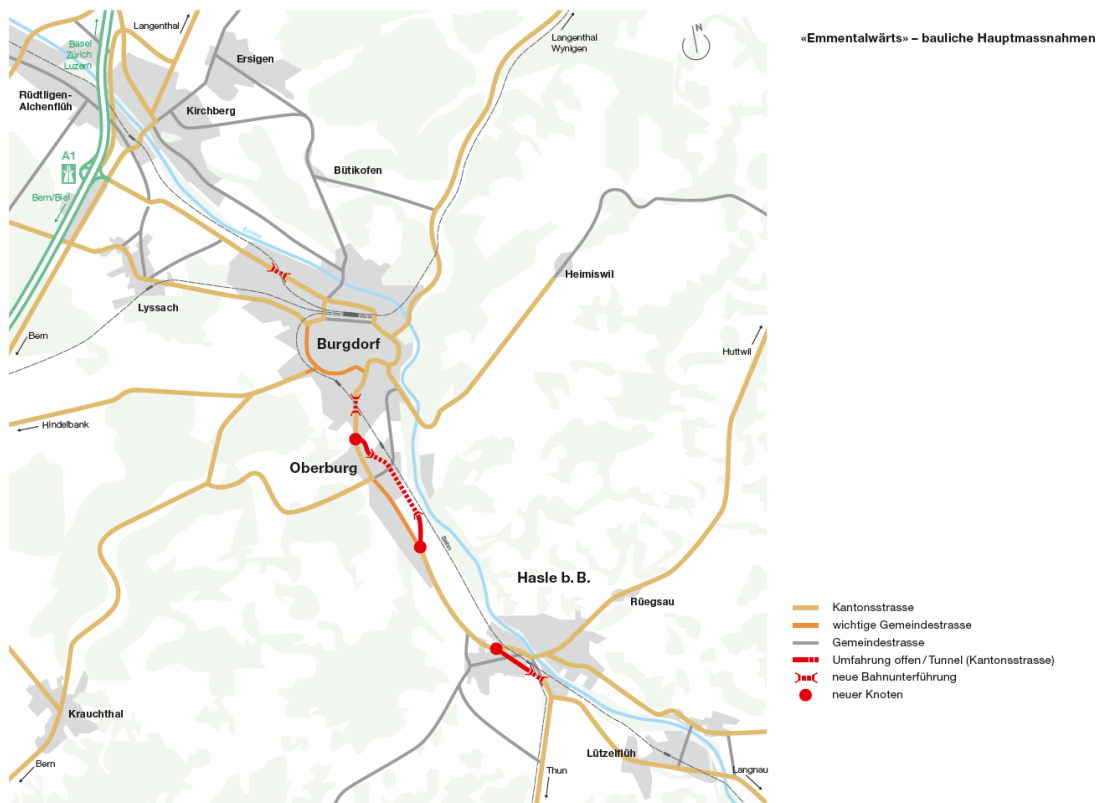 «Emmentalwärts» – bauliche Hauptmassnahmen
N
Langenthal
Basel
Zürich
Luzern
Langenthal
Wynigen
Ersigen
Rüdtligen-
Alchenflüh
Kirchberg
A1
Bütikofen
Bern/Biel
Emme
Heimiswil
Lyssach
Bern
Burgdorf
Huttwil
Hindelbank
Oberburg
Bahn
Hasle b. B.
Rüegsau
Krauchthal
Bern
Lützelflüh
Thun
Langnau
Kantonsstrasse
wichtige Gemeindestrasse
Gemeindestrasse
Umfahrung offen / Tunnel (Kantonsstrasse)
neue Bahnunterführung
neuer Knoten